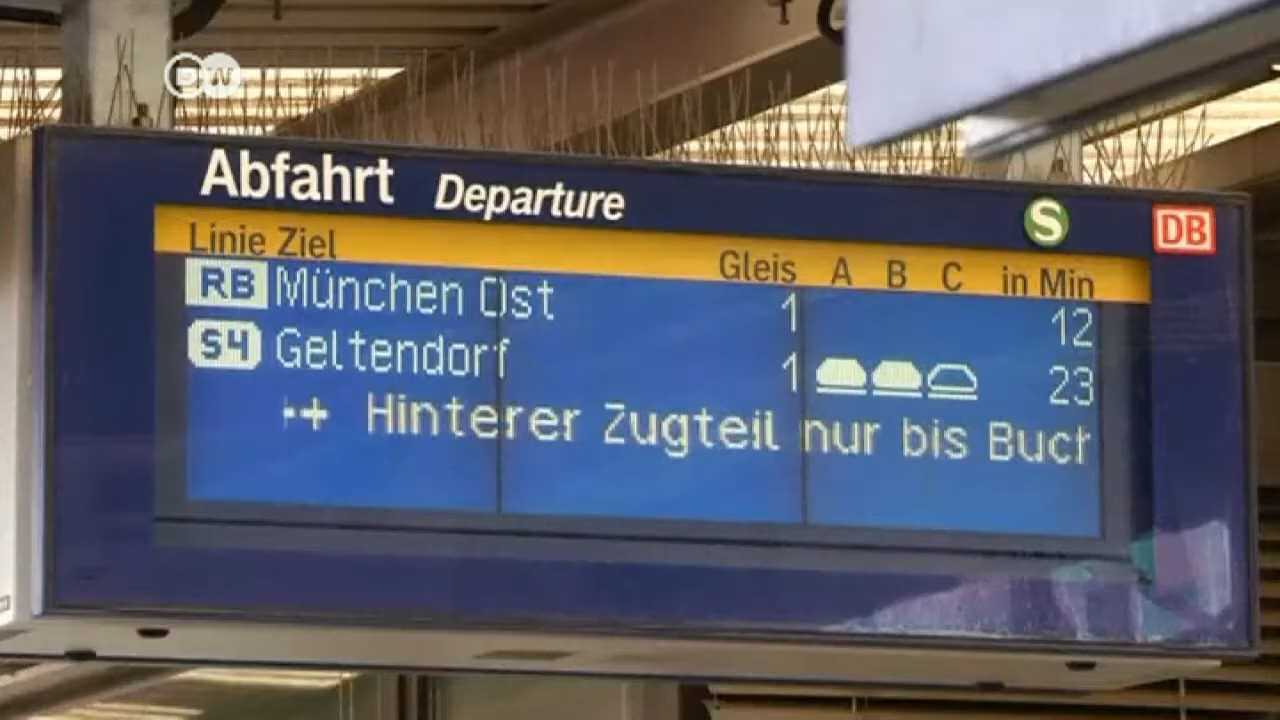 DW
Abfahrt Departure S DB
Linie Ziel Gleis A B C in Min
RB München Ost 1 12
S4 Geltendorf 1 23
Hinterer Zugteil nur bis